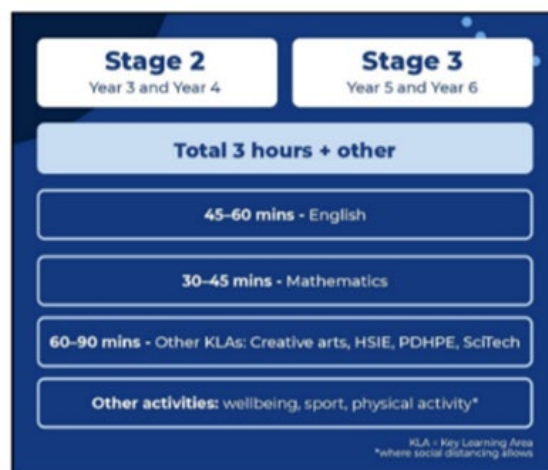 Stage 2
Year 3 and Year 4
Stage 3
Year 5 and Year 6
Total 3 hours + other
45–60 mins - English
30–45 mins - Mathematics
60–90 mins - Other KLAs: Creative arts, HSIE, PDHPE, SciTech
Other activities: wellbeing, sport, physical activity*
KLA = Key Learning Area
*where social distancing allows